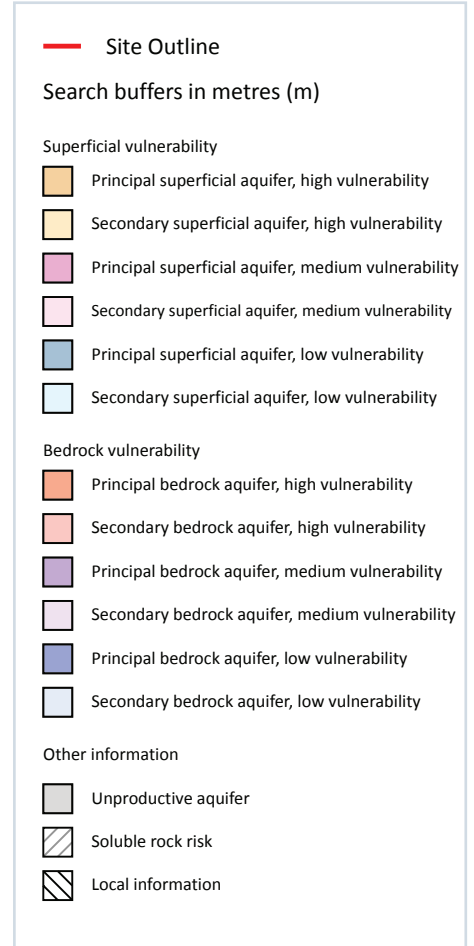 Site Outline
Search buffers in metres (m)
Superficial vulnerability
Principal superficial aquifer, high vulnerability
Secondary superficial aquifer, high vulnerability
Principal superficial aquifer, medium vulnerability
Secondary superficial aquifer, medium vulnerability
Principal superficial aquifer, low vulnerability
Secondary superficial aquifer, low vulnerability
Bedrock vulnerability
Principal bedrock aquifer, high vulnerability
Secondary bedrock aquifer, high vulnerability
Principal bedrock aquifer, medium vulnerability
Secondary bedrock aquifer, medium vulnerability
Principal bedrock aquifer, low vulnerability
Secondary bedrock aquifer, low vulnerability
Other information
Unproductive aquifer
Soluble rock risk
Local information